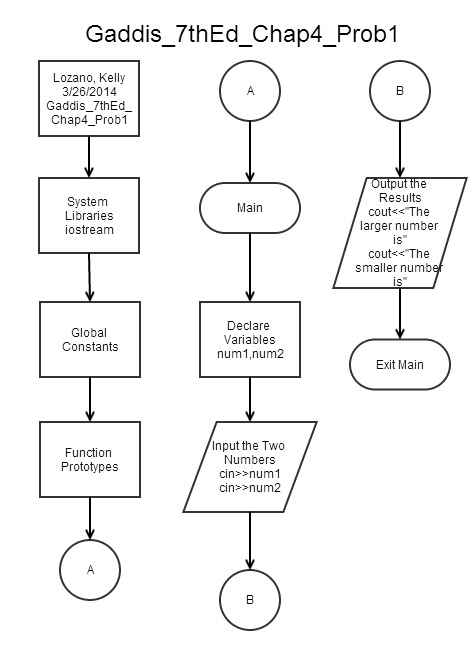 Gaddis_7thEd_Chap4_Prob1
Lozano, Kelly
3/26/2014
Gaddis_7thEd_
Chap4_Prob1
System
Libraries
iostream
Global
Constants
Function
Prototypes
A
A
Main
Declare
Variables
num1,num2
Input the Two
Numbers
cin>>num1
cin>>num2
B
B
Output the
Results
cout<<"The
larger number
is"
cout<<"The
smaller number
is"
Exit Main